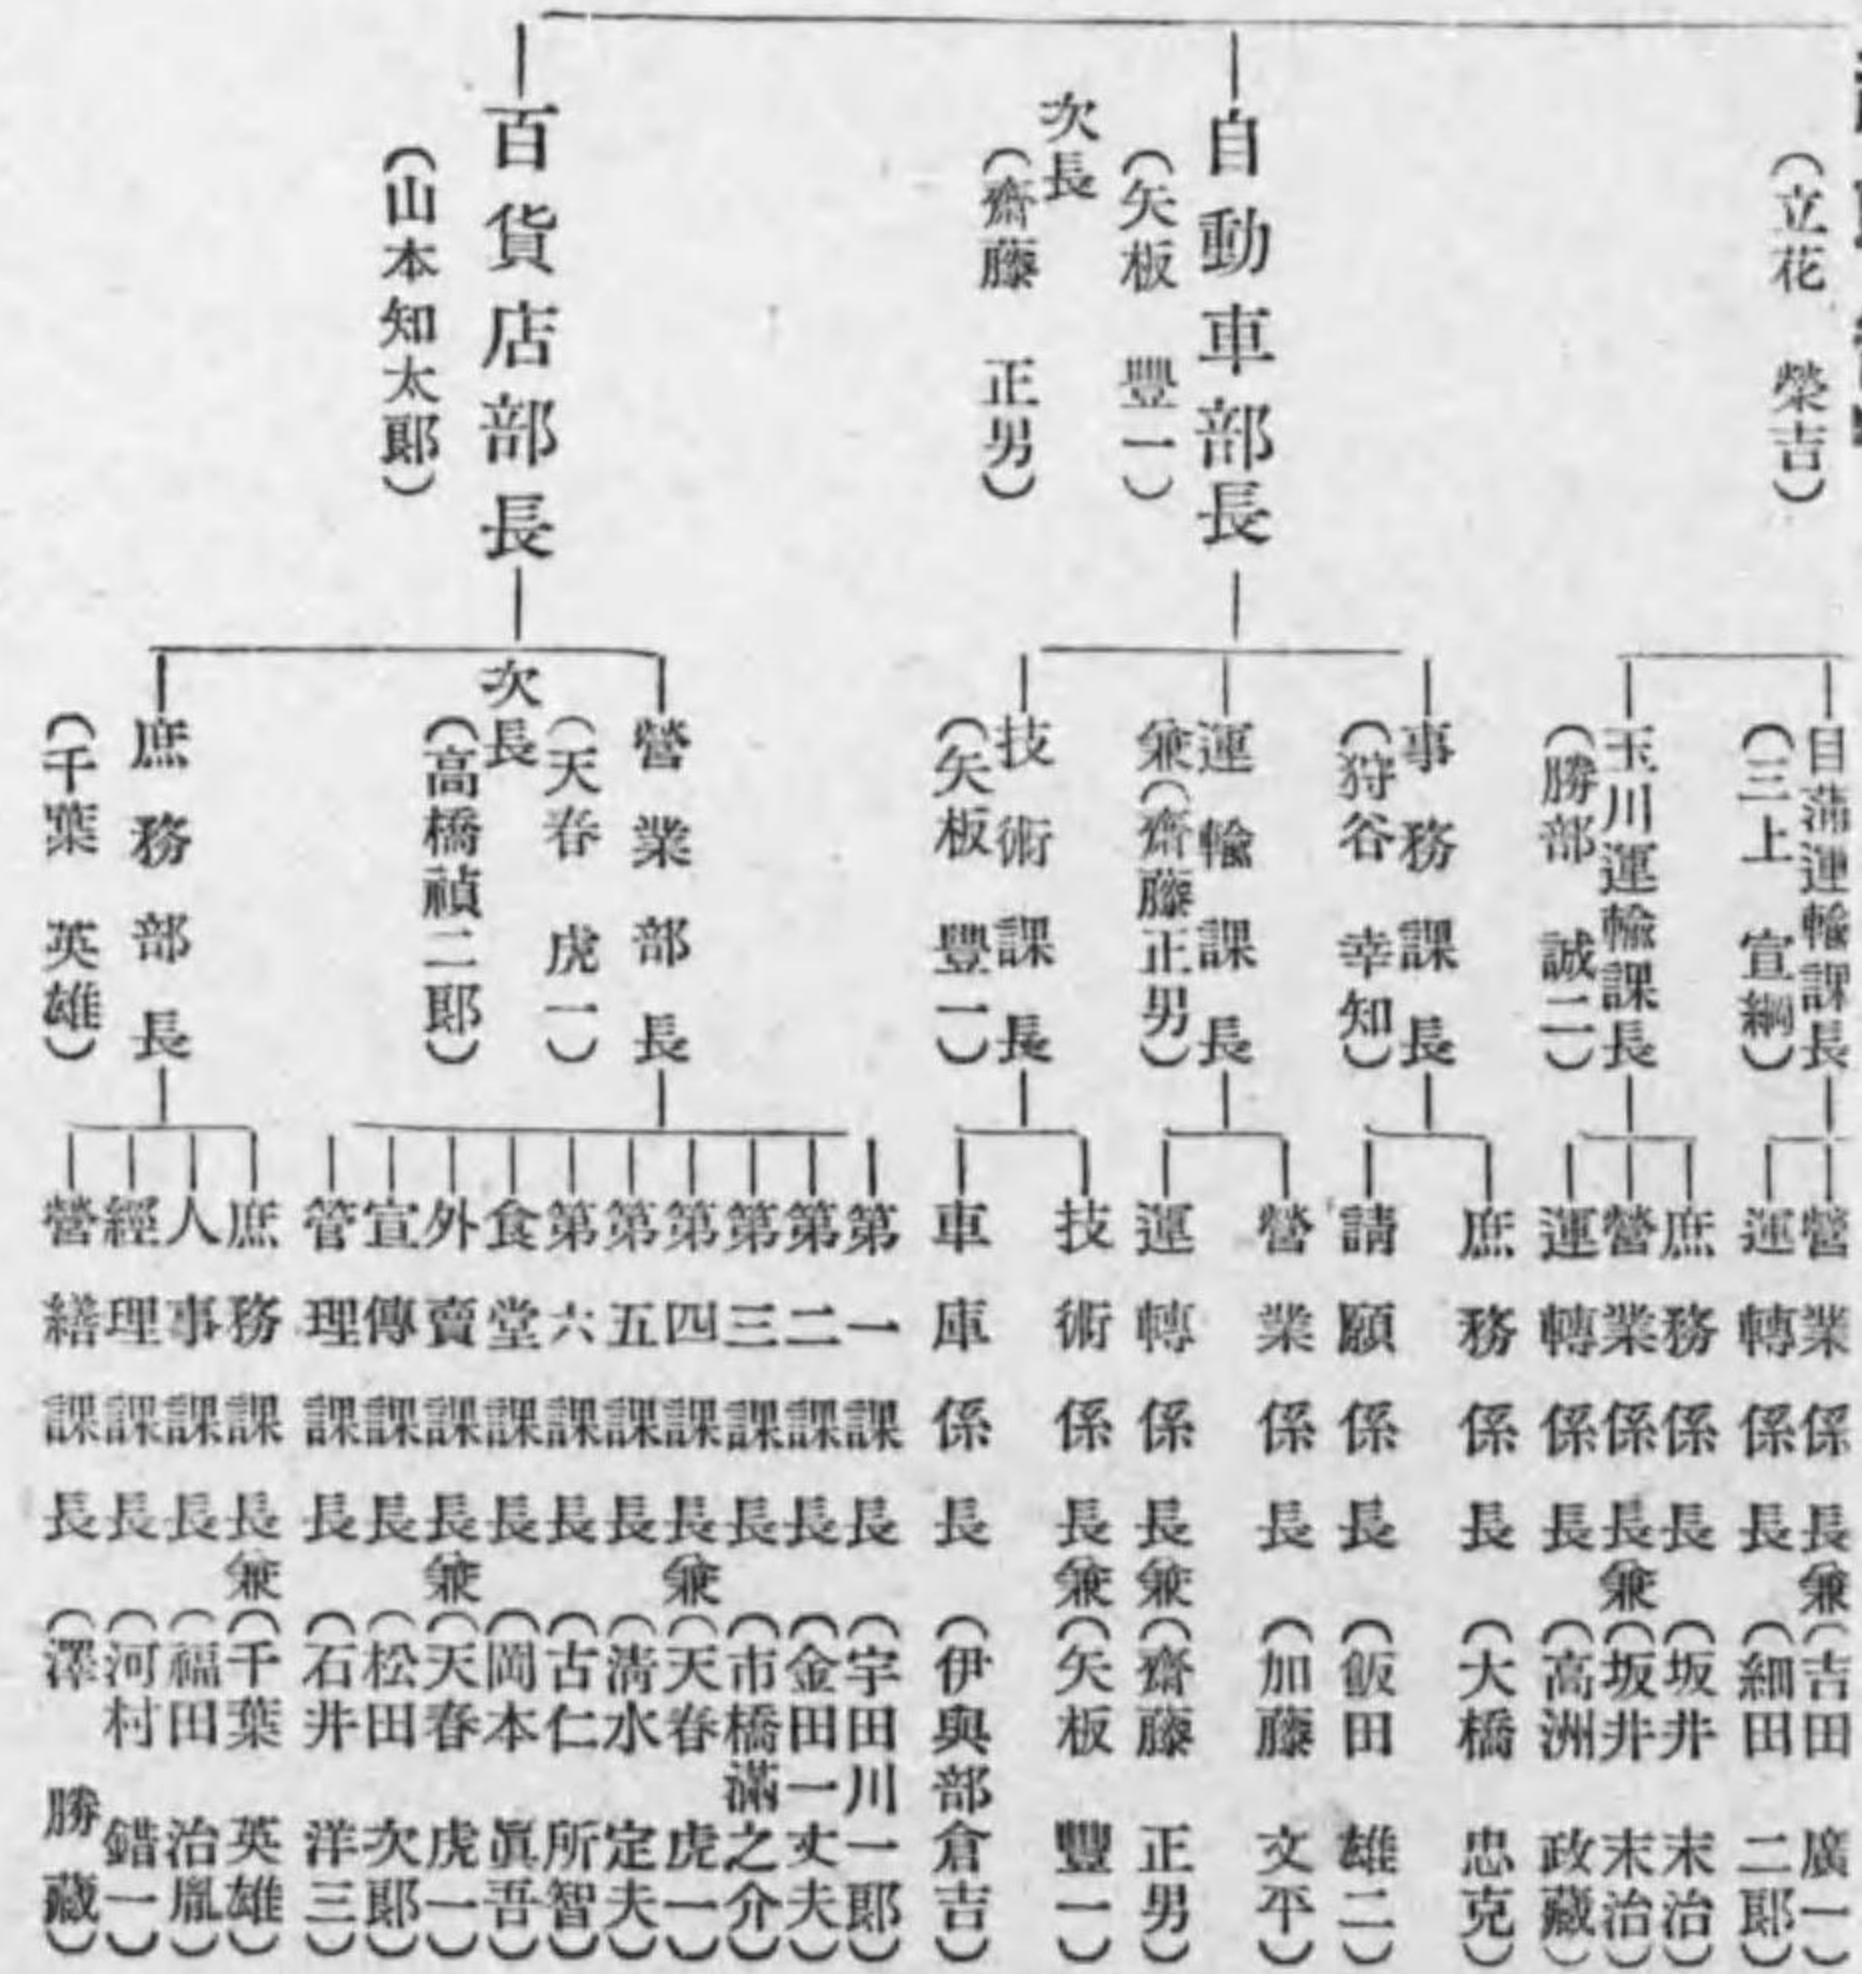 （立花　榮吉）
目蒲運輸課長
（三上　宣綱）
營業係長兼（吉田　廣一）
運轉係長（細田　二郎）
玉川運輸課長
（勝部　誠二）
庶務係長（坂井　末治）
營業係長兼（坂井　末治）
運轉係長（高洲　政藏）
自動車部長
（矢板　豐一）
次長
（齋藤　正男）
事務課長
（狩谷　幸知）
庶務係長（大橋　忠克）
請願係長（飯田　雄二）
運輸課長
兼（齋藤正男）
營業係長（加藤　文平）
運轉係長兼（齋藤　正男）
技術課長
（矢板　豐一）
技術係長兼（矢板　豐一）
車庫係長（伊與部倉吉）
百貨店部長
（山本知太郎）
營業部長
（天春　虎一）
次長
（高橋禎二郎）
第一課長（宇田川一郎）
第二課長（金田一丈夫）
第三課長（市橋滿之介）
第四課長兼（天春　虎一）
第五課長（淸水　定夫）
第六課長（古仁　所智）
食堂課長（岡本　眞吾）
外賣課長兼（天春　虎一）
宣傳課長（松田　次郎）
管理課長（石井　洋三）
庶務部長
（千葉　英雄）
庶務課長兼（千葉　英雄）
人事課長（福田　治胤）
經理課長（河村　錯一）
營繕課長（澤　勝藏）